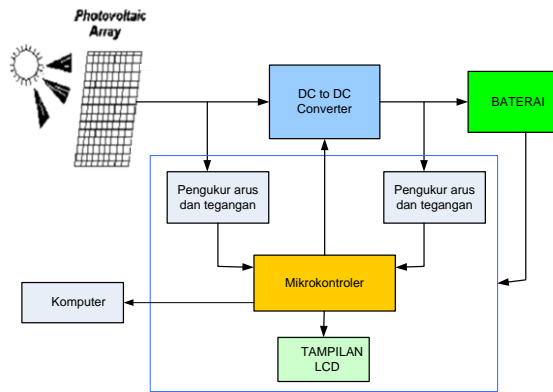 Photovoltaic
Array
DC to DC
Converter
BATERAI
Pengukur arus
dan tegangan
Pengukur arus
dan tegangan
Mikrokontroler
Komputer
TAMPILAN
LCD